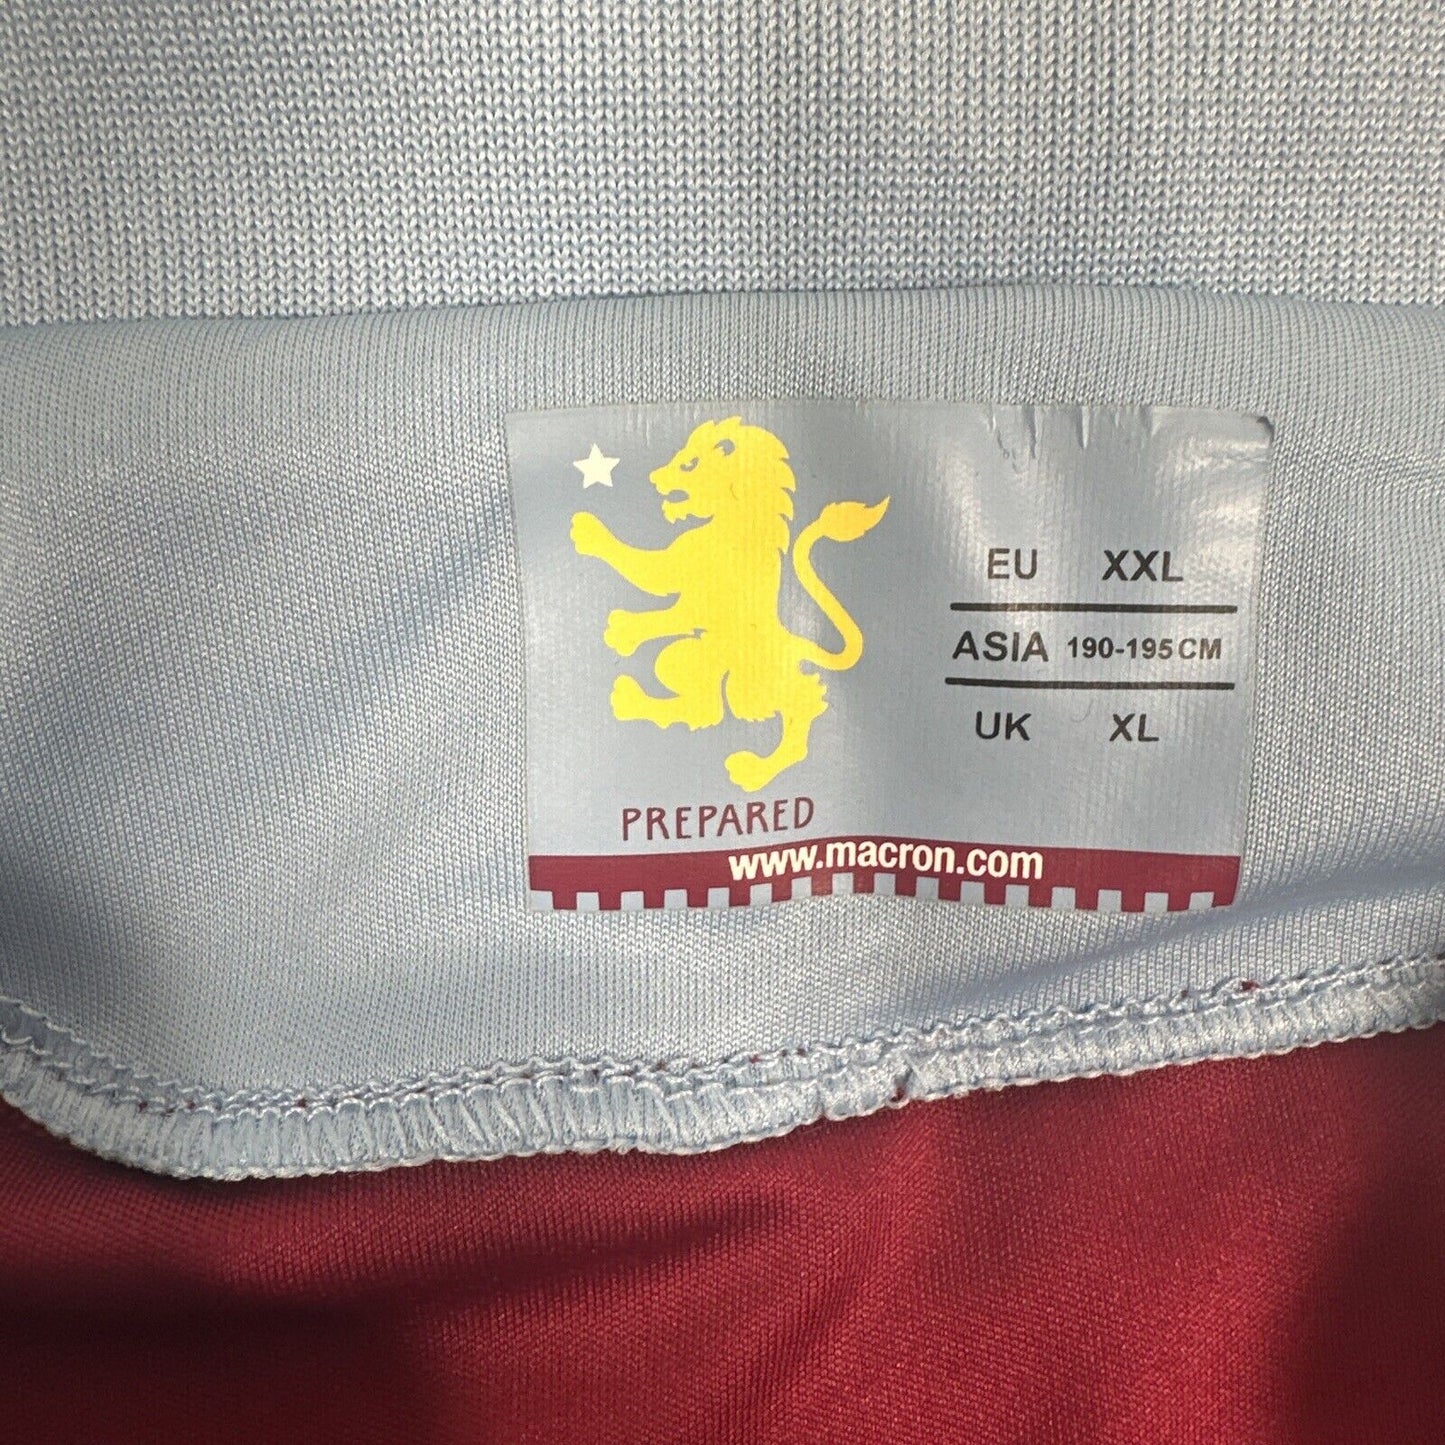 EU XXL
ASIA 190-195 CM
UK XL
PREPARED
www.macron.com